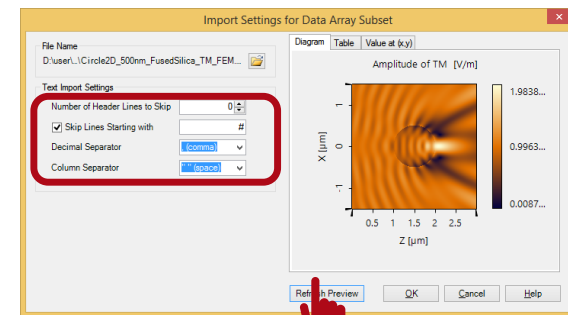 Import Settings for Data Array Subset
File Name
D:\user\..\Circle2D_500nm_FusedSilica_TM_FEM...
Text Import Settings
Number of Header Lines to Skip 0
Skip Lines Starting with #
Decimal Separator , (comma)
Column Separator " " (space)
Diagram Table Value at (x,y)
Amplitude of TM [V/m]
1.9838...
0.9963...
0.0087...
X [µm]
1
0
-1
0.5 1 1.5 2 2.5
Z [µm]
Refresh Preview OK Cancel Help